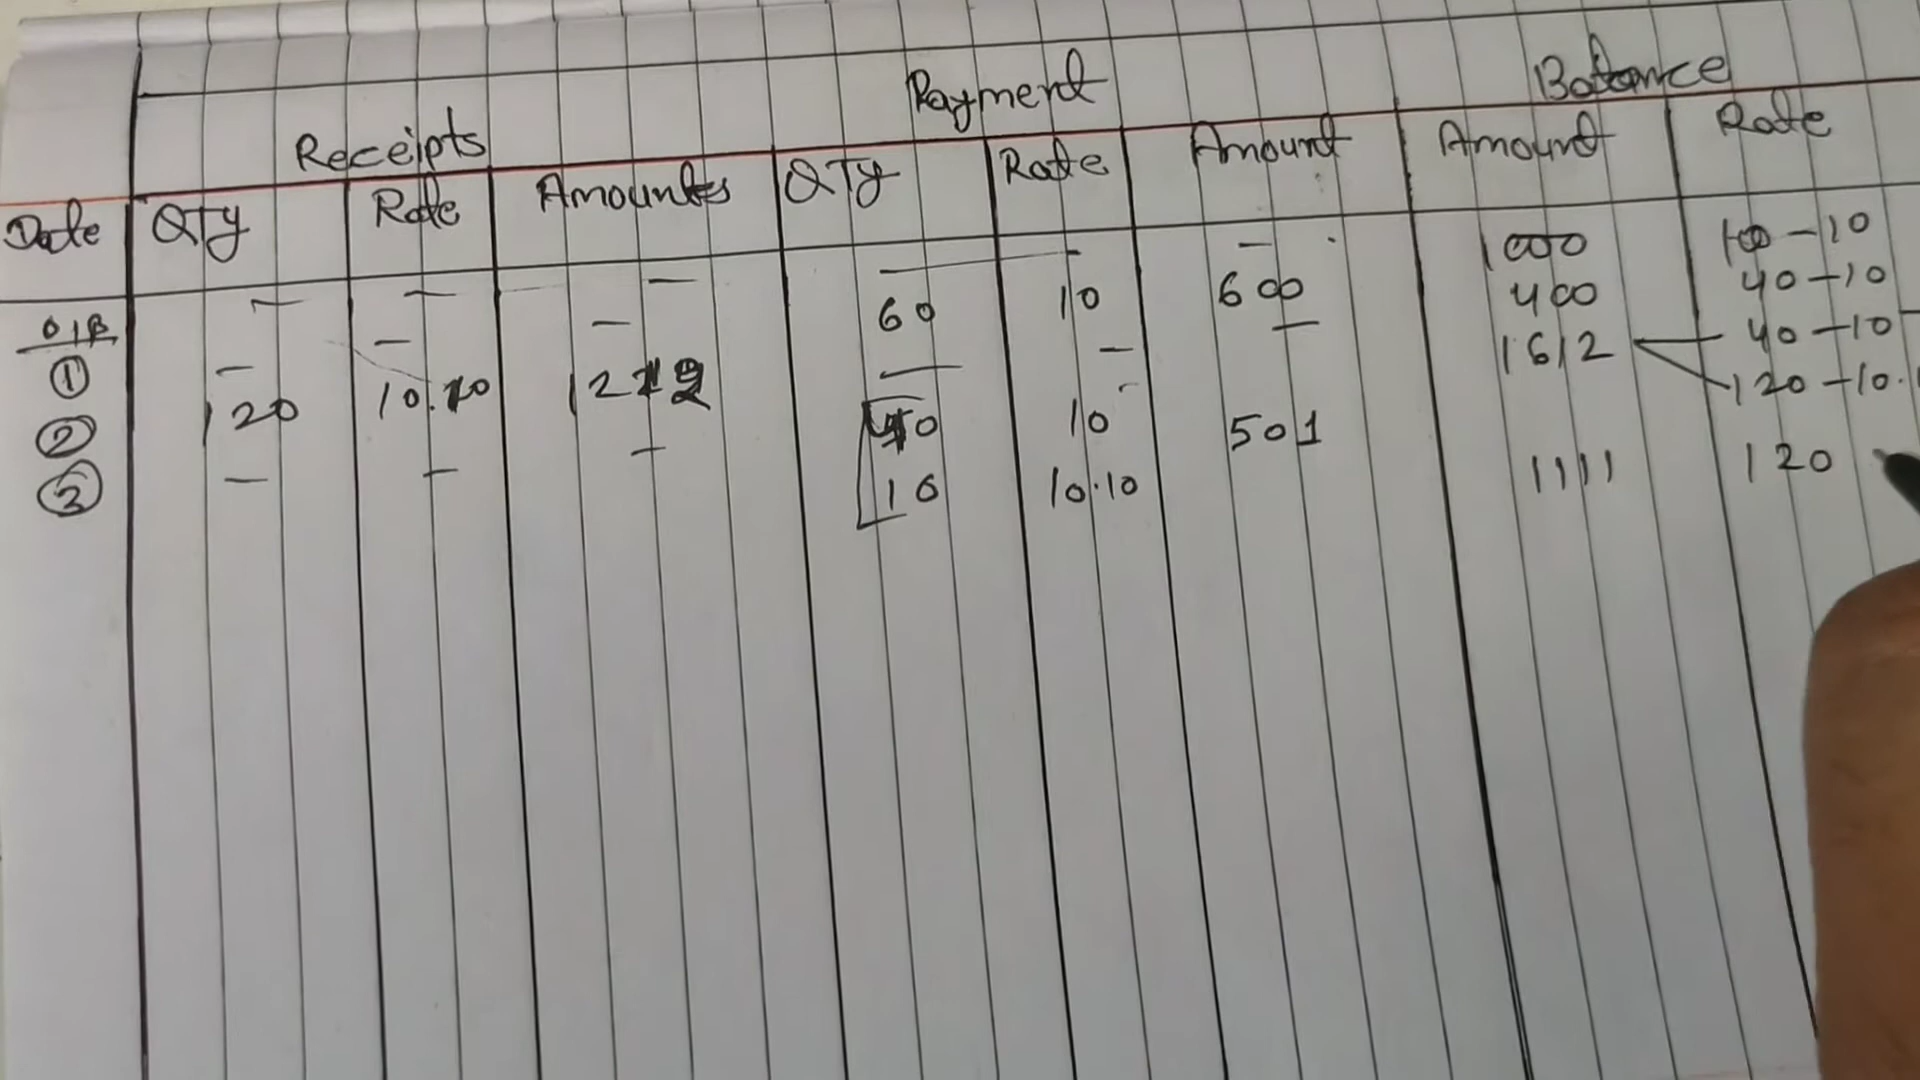 Receipts Payment Balance
Date QTY Rate Amounts QTY Rate Amount Amount Rate
O/B — — — — — 1000 100 – 10
① — — — 60 10 600 400 40 – 10
② 120 10.10 1212 — — — 1612 40 – 10
120 – 10.1
③ — — — 40 10 501 1111 120
10 10.10